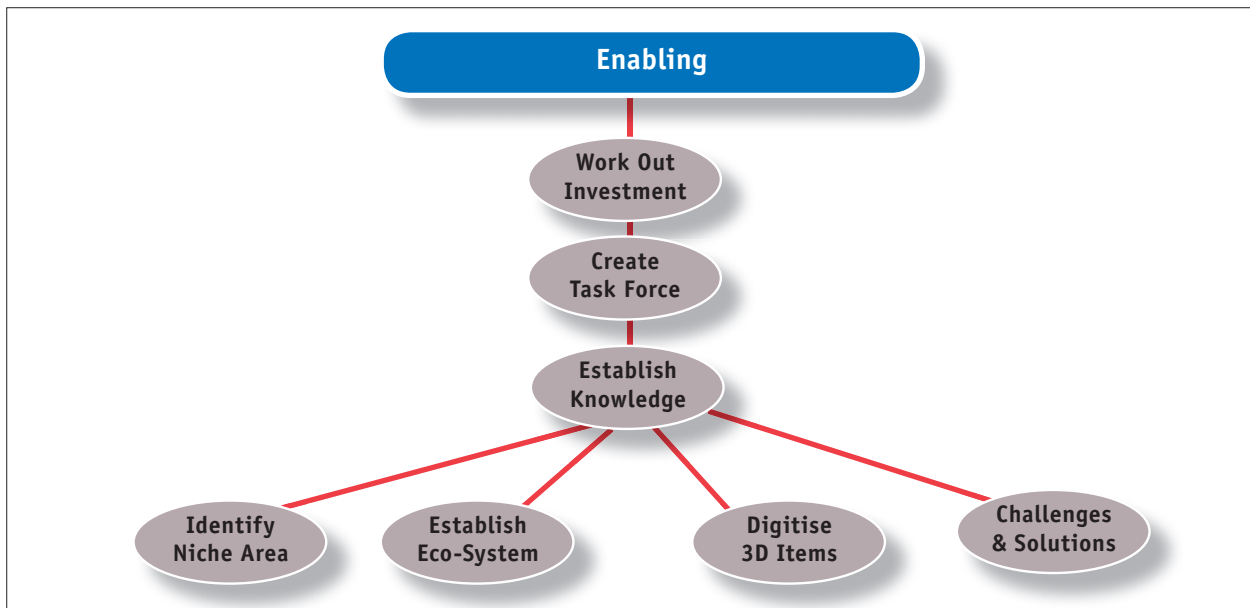 Enabling
Work Out
Investment
Create
Task Force
Establish
Knowledge
Identify
Niche Area
Establish
Eco-System
Digitise
3D Items
Challenges
& Solutions